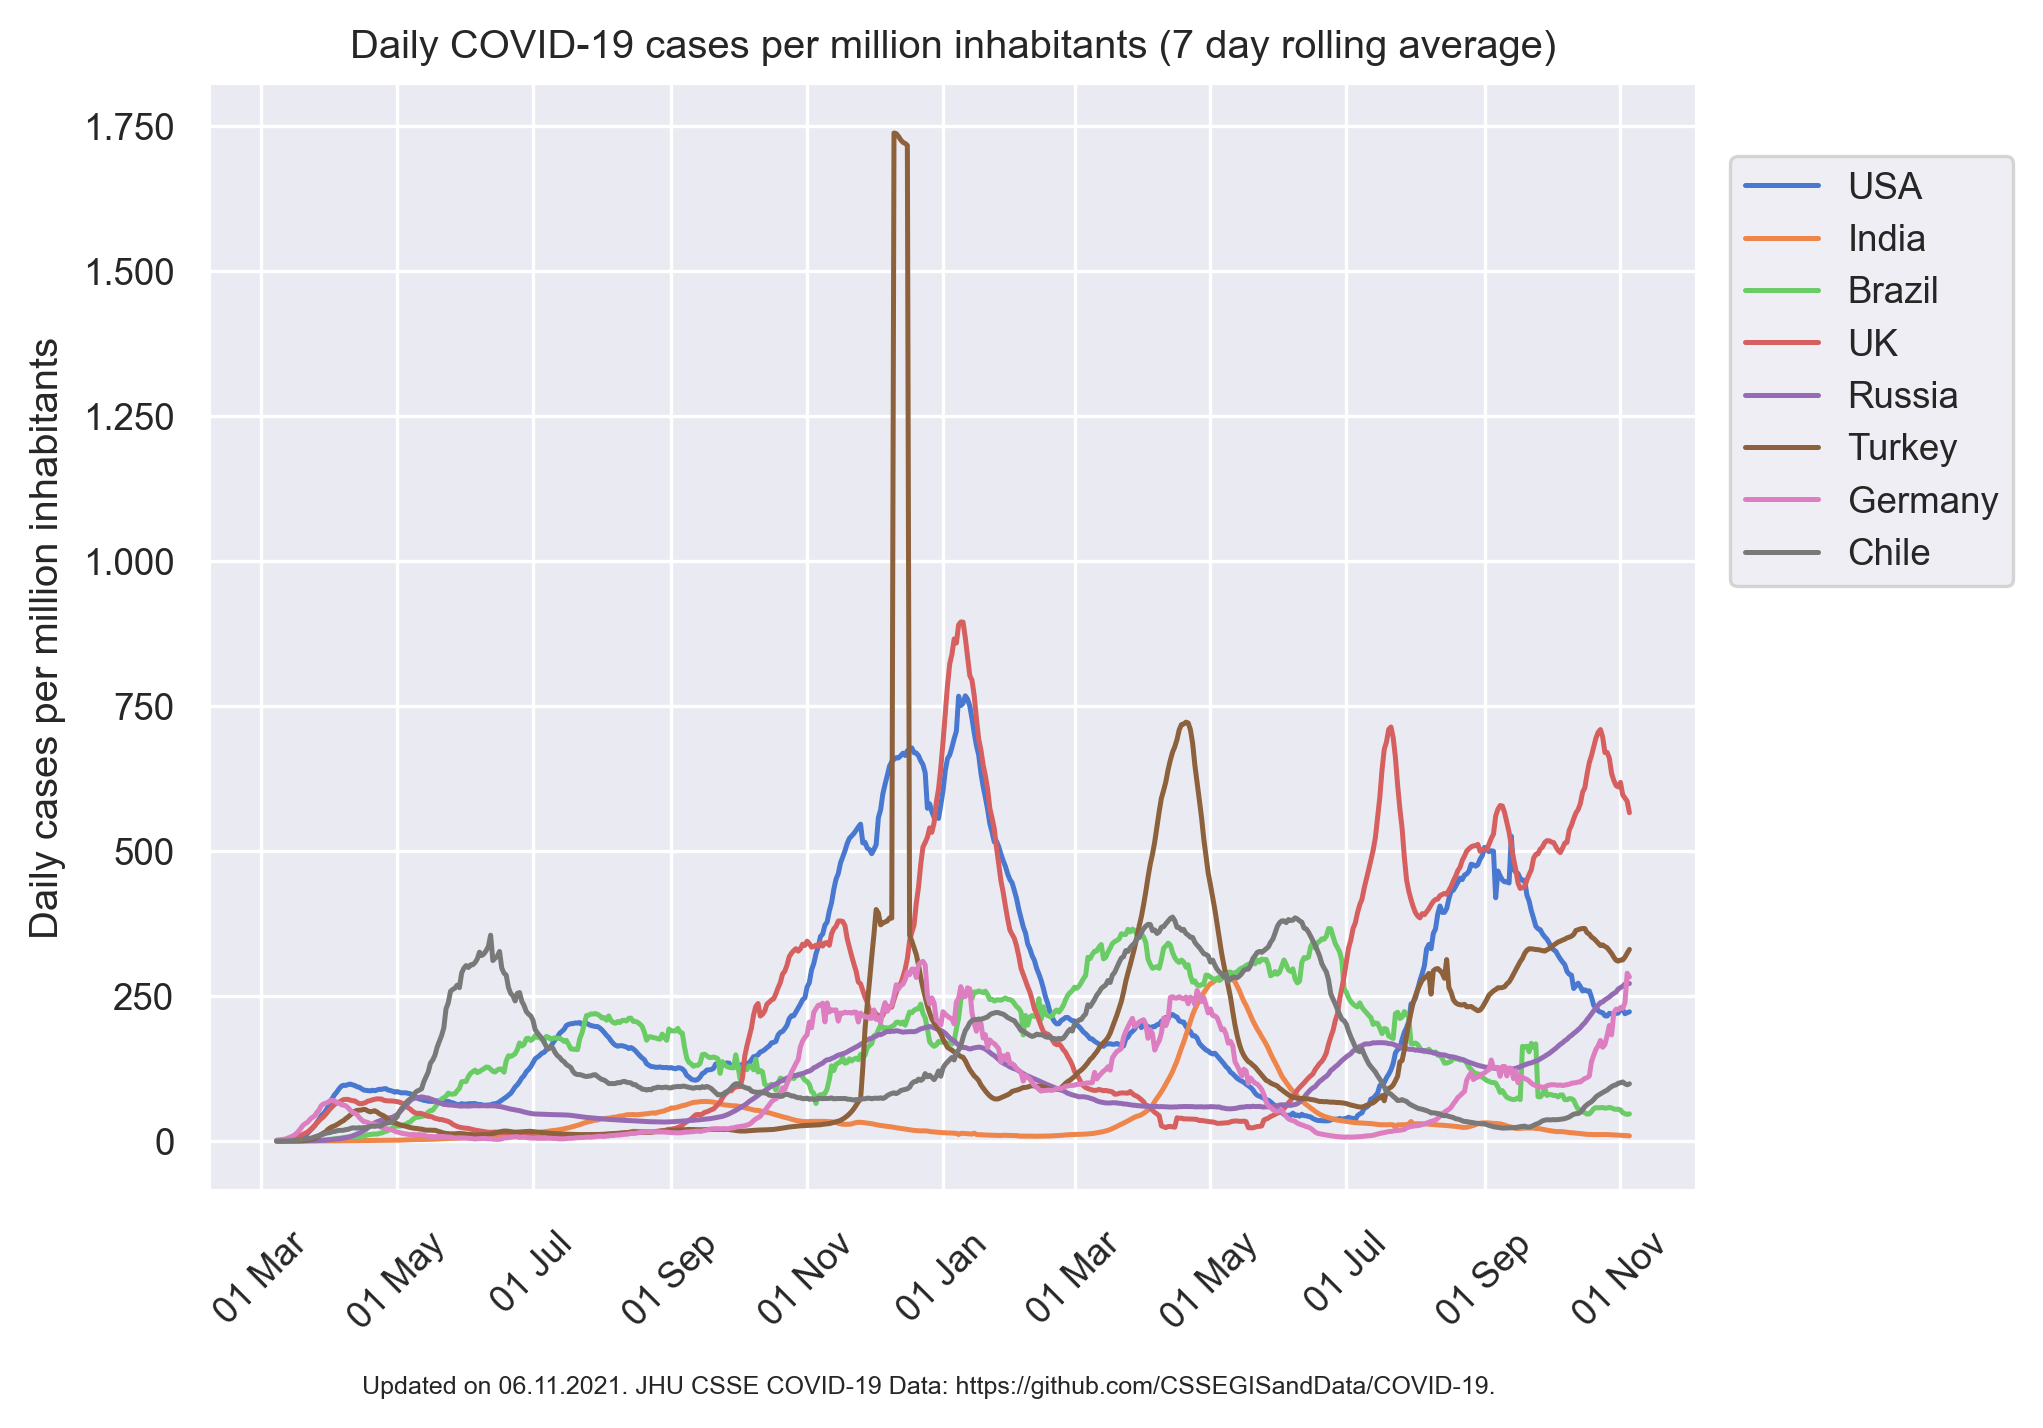 Daily COVID-19 cases per million inhabitants (7 day rolling average)
Daily cases per million inhabitants
1.750
1.500
1.250
1.000
750
500
250
0
01 Mar
01 May
01 Jul
01 Sep
01 Nov
01 Jan
01 Mar
01 May
01 Jul
01 Sep
01 Nov
USA
India
Brazil
UK
Russia
Turkey
Germany
Chile
Updated on 06.11.2021. JHU CSSE COVID-19 Data: https://github.com/CSSEGISandData/COVID-19.